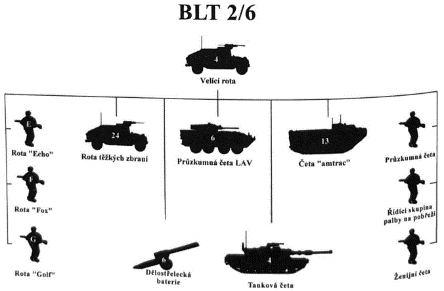 BLT 2/6
4
Velící rota
E
24
6
13
Rota "Echo"
Rota těžkých zbraní
Průzkumná četa LAV
Četa "amtrac"
Průzkumná četa
F
Rota "Fox"
Řídící skupina
palby na pobřeží
G
6
4
Rota "Golf"
Dělostřelecká
baterie
Tanková četa
Ženijní četa